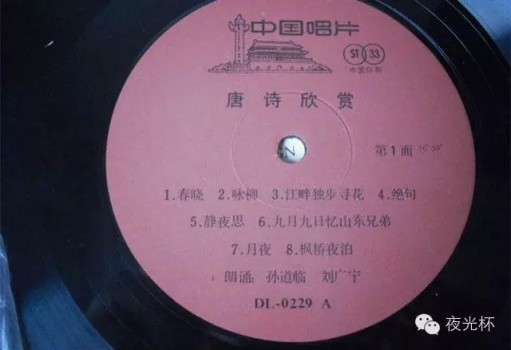 中国唱片
ST 33
中国印制
唐诗欣赏
第1面
1.春晓 2.咏柳 3.江畔独步寻花 4.绝句
5.静夜思 6.九月九日忆山东兄弟
7.月夜 8.枫桥夜泊
朗诵: 孙道临 刘广宁
DL-0229 A
夜光杯